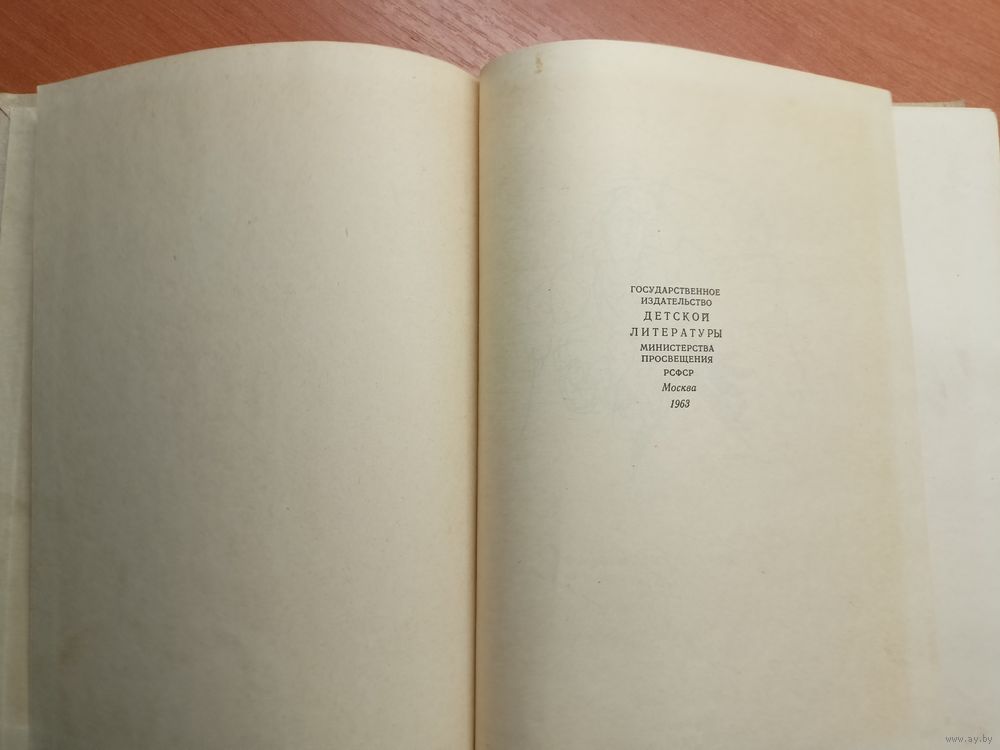 ГОСУДАРСТВЕННОЕ
ИЗДАТЕЛЬСТВО
ДЕТСКОЙ
ЛИТЕРАТУРЫ
МИНИСТЕРСТВА
ПРОСВЕЩЕНИЯ
РСФСР
Москва
1963
www.ay.by